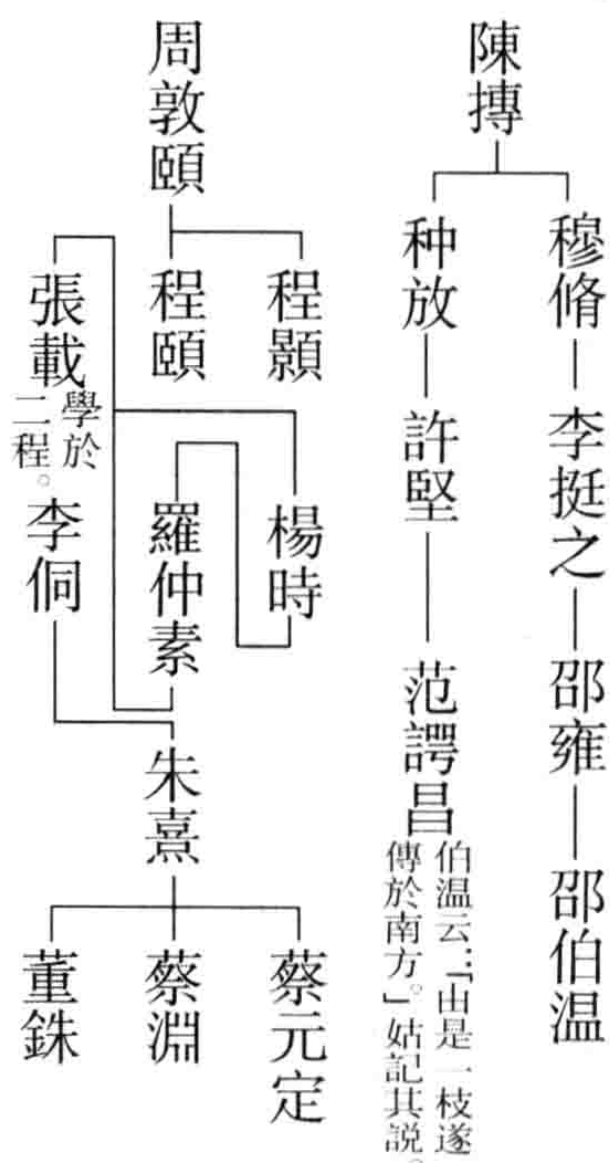 陳摶
穆脩
李挺之
邵雍
邵伯温
种放
許堅
范諤昌
伯温云：「由是一枝遂
傳於南方。」姑記其説。
周敦頤
程顥
程頤
張載
學於
二程。
楊時
羅仲素
李侗
朱熹
蔡元定
蔡淵
董銖